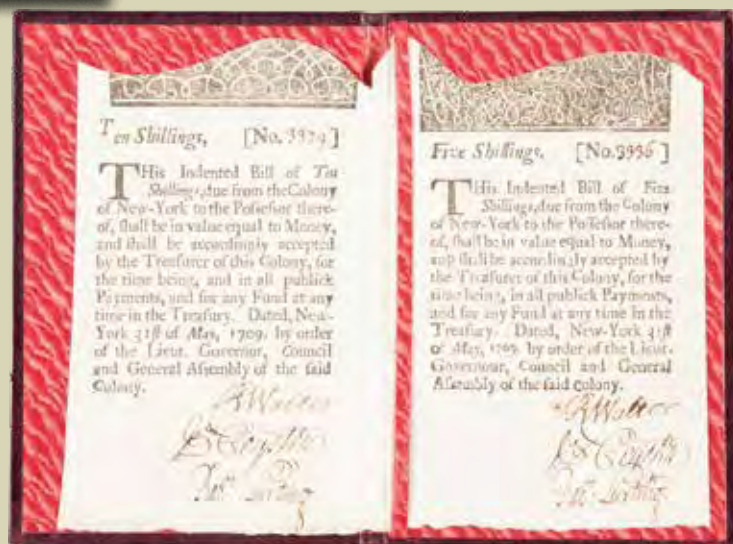 Ten Shillings, [No.
THis Indented Bill of Ten
Shillings, due from the Colony
of New-York to the Possessor there-
of, shall be in value equal to Money,
and shall be accordingly accepted
by the Treasurer of this Colony, for
the time being, and in all publick
Payments, and for any Fund at any
time in the Treasury. Dated, New-
York 31st of May, 1709. by order
of the Lieut. Governour, Council
and General Assembly of the said
Colony.
RWalter
Five Shillings. [No.
THis Indented Bill of Five
Shillings, due from the Colony
of New-York to the Possessor there-
of, shall be in value equal to Money,
and shall be accordingly accepted by
the Treasurer of this Colony, for the
time being, in all publick Payments,
and for any Fund at any time in the
Treasury. Dated, New-York 31st
of May, 1709. by order of the Lieut.
Governour, Council and General
Assembly of the said Colony.
RWalter